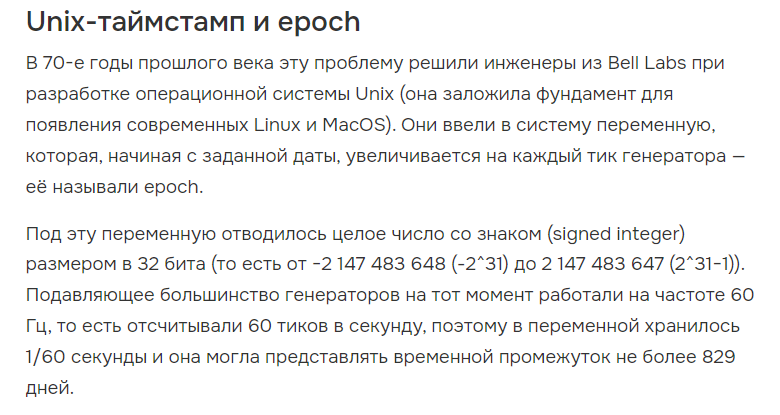 Unix-таймстамп и epoch
В 70-е годы прошлого века эту проблему решили инженеры из Bell Labs при
разработке операционной системы Unix (она заложила фундамент для
появления современных Linux и MacOS). Они ввели в систему переменную,
которая, начиная с заданной даты, увеличивается на каждый тик генератора —
её называли epoch.
Под эту переменную отводилось целое число со знаком (signed integer)
размером в 32 бита (то есть от -2 147 483 648 (-2^31) до 2 147 483 647 (2^31-1)).
Подавляющее большинство генераторов на тот момент работали на частоте 60
Гц, то есть отсчитывали 60 тиков в секунду, поэтому в переменной хранилось
1/60 секунды и она могла представлять временной промежуток не более 829
дней.